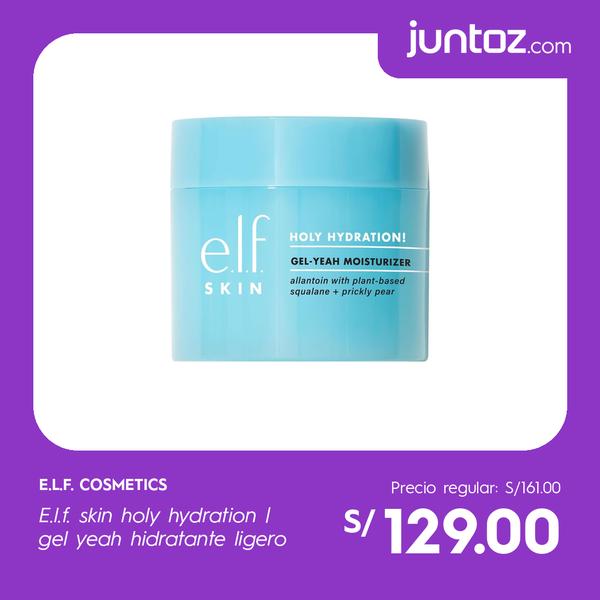 juntoz.com
e.l.f.
SKIN
HOLY HYDRATION!
GEL-YEAH MOISTURIZER
allantoin with plant-based
squalane + prickly pear
E.L.F. COSMETICS
E.l.f. skin holy hydration |
gel yeah hidratante ligero
Precio regular: S/161.00
S/ 129.00